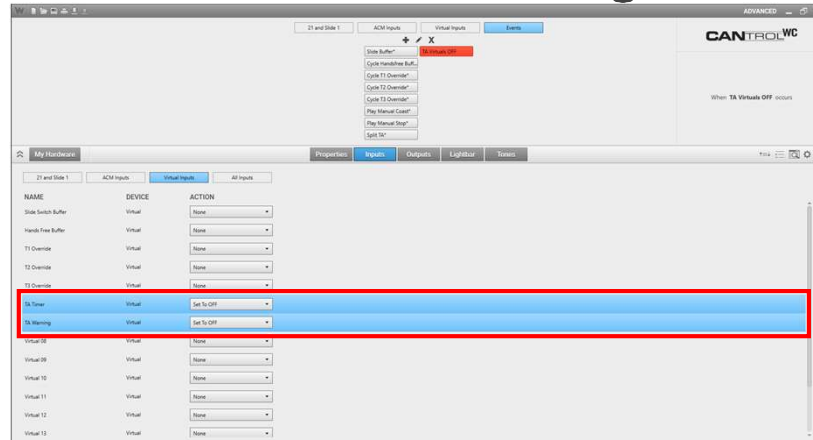 W
ADVANCED
21 and Slide 1 ACM Inputs Virtual Inputs Events
CANTROLWC
Slide Buffer* TA Virtuals OFF
Cycle Handsfree Buff...
Cycle T1 Override*
Cycle T2 Override*
Cycle T3 Override*
Play Manual Coast*
Play Manual Stop*
Split TA*
When TA Virtuals OFF occurs
My Hardware Properties Inputs Outputs Lightbar Tones
21 and Slide 1 ACM Inputs Virtual Inputs All Inputs
NAME DEVICE ACTION
Slide Switch Buffer Virtual None
Hands Free Buffer Virtual None
T1 Override Virtual None
T2 Override Virtual None
T3 Override Virtual None
TA Timer Virtual Set To OFF
TA Warning Virtual Set To OFF
Virtual 08 Virtual None
Virtual 09 Virtual None
Virtual 10 Virtual None
Virtual 11 Virtual None
Virtual 12 Virtual None
Virtual 13 Virtual None